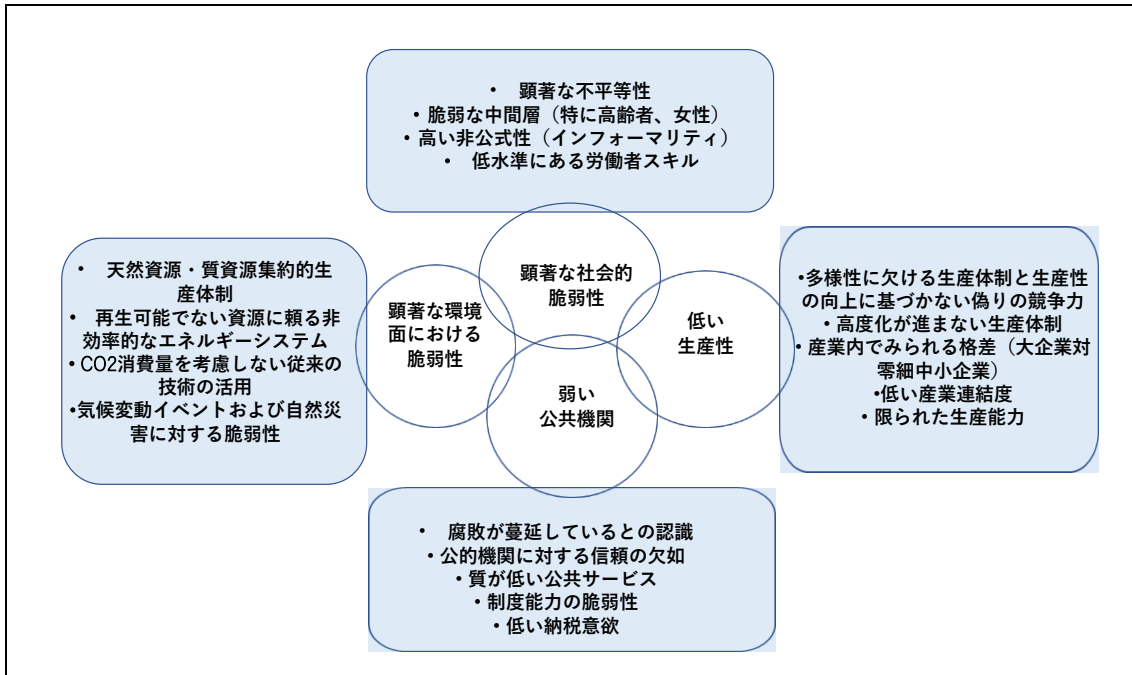 • 顕著な不平等性
• 脆弱な中間層（特に高齢者、女性）
• 高い非公式性（インフォーマリティ）
• 低水準にある労働者スキル
• 天然資源・質資源集約的生
産体制
• 再生可能でない資源に頼る非
効率的なエネルギーシステム
• CO2消費量を考慮しない従来の
技術の活用
•気候変動イベントおよび自然災
害に対する脆弱性
顕著な環境
面における
脆弱性
顕著な社会的
脆弱性
低い
生産性
弱い
公共機関
•多様性に欠ける生産体制と生産性
の向上に基づかない偽りの競争力
• 高度化が進まない生産体制
• 産業内でみられる格差（大企業対
零細中小企業）
•低い産業連結度
• 限られた生産能力
• 腐敗が蔓延しているとの認識
• 公的機関に対する信頼の欠如
• 質が低い公共サービス
• 制度能力の脆弱性
• 低い納税意欲